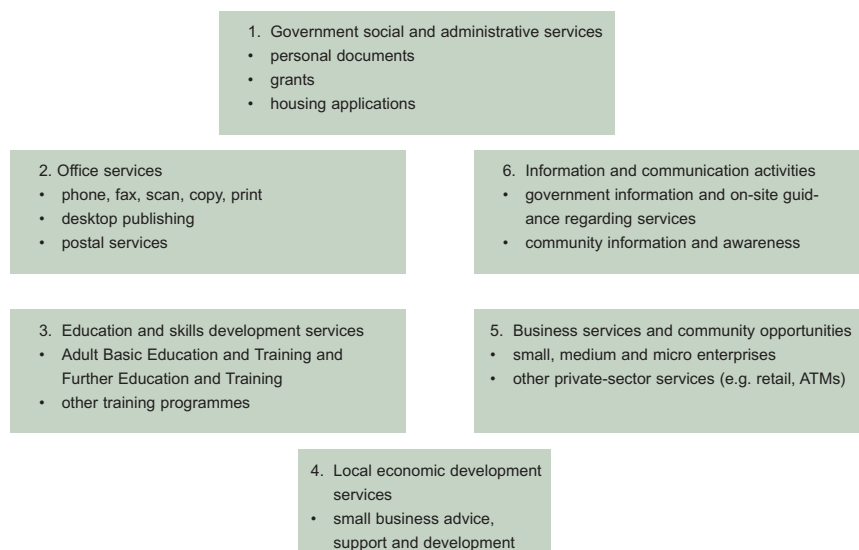 1. Government social and administrative services
• personal documents
• grants
• housing applications
2. Office services
• phone, fax, scan, copy, print
• desktop publishing
• postal services
6. Information and communication activities
• government information and on-site guid-
ance regarding services
• community information and awareness
3. Education and skills development services
• Adult Basic Education and Training and
Further Education and Training
• other training programmes
5. Business services and community opportunities
• small, medium and micro enterprises
• other private-sector services (e.g. retail, ATMs)
4. Local economic development
services
• small business advice,
support and development